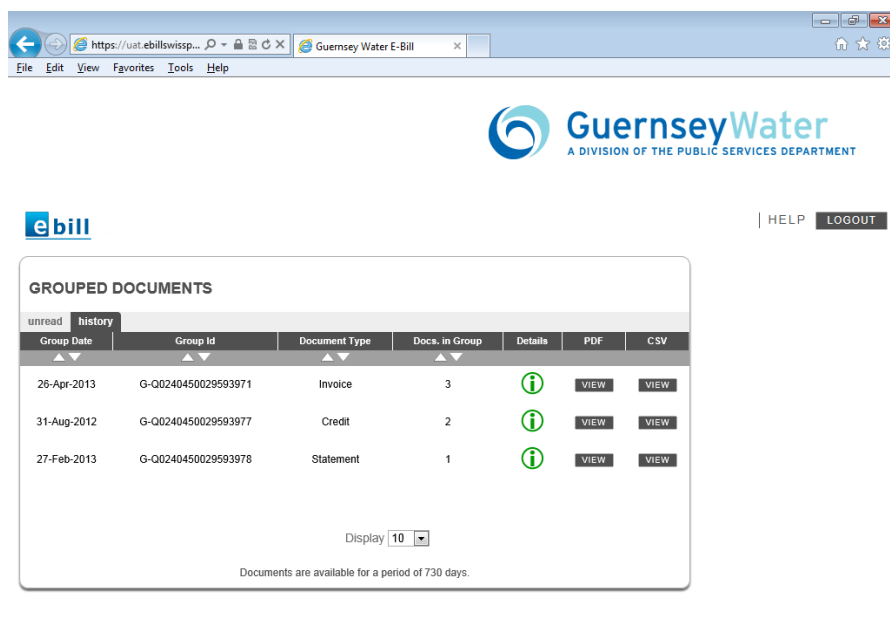 https://uat.ebillswissp... Guernsey Water E-Bill
File Edit View Favorites Tools Help
GuernseyWater
A DIVISION OF THE PUBLIC SERVICES DEPARTMENT
ebill
HELP LOGOUT
GROUPED DOCUMENTS
unread history
Group Date Group Id Document Type Docs. in Group Details PDF CSV
26-Apr-2013 G-Q0240450029593971 Invoice 3 VIEW VIEW
31-Aug-2012 G-Q0240450029593977 Credit 2 VIEW VIEW
27-Feb-2013 G-Q0240450029593978 Statement 1 VIEW VIEW
Display 10
Documents are available for a period of 730 days.